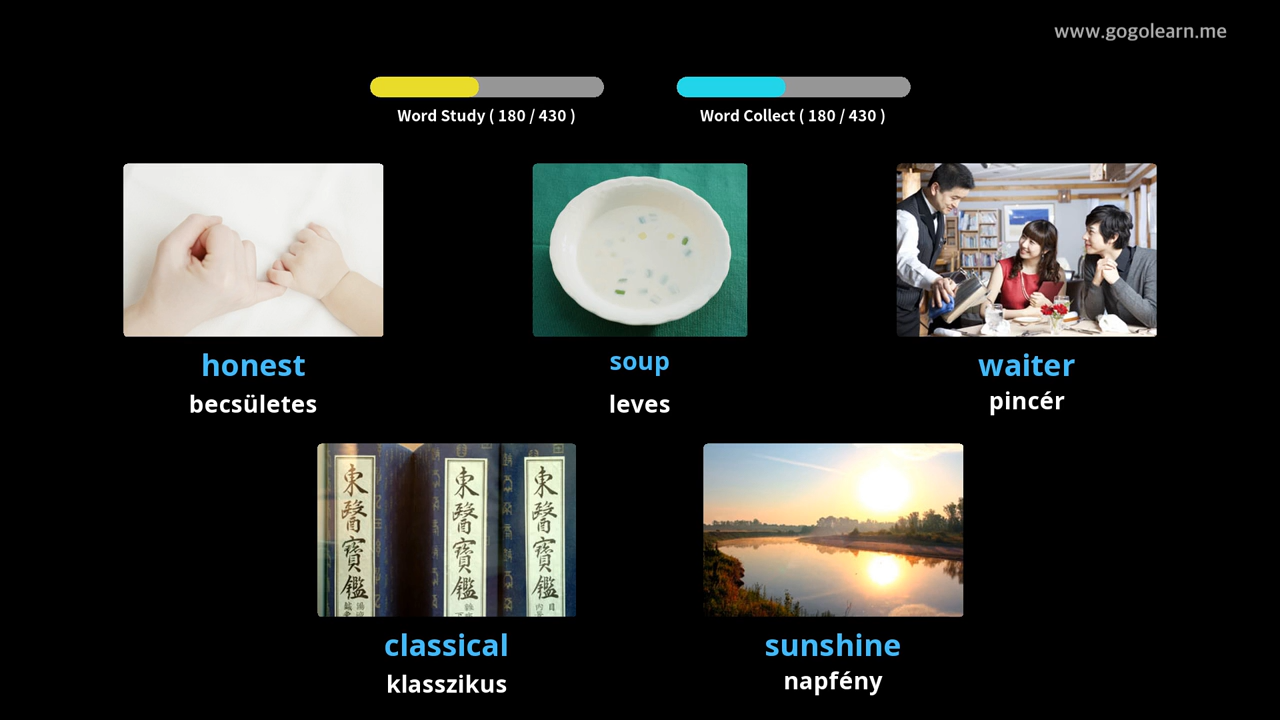 www.gogolearn.me
Word Study ( 180 / 430 )
Word Collect ( 180 / 430 )
honest
becsületes
soup
leves
waiter
pincér
東醫寶鑑
東醫寶鑑
東醫寶鑑
classical
klasszikus
sunshine
napfény